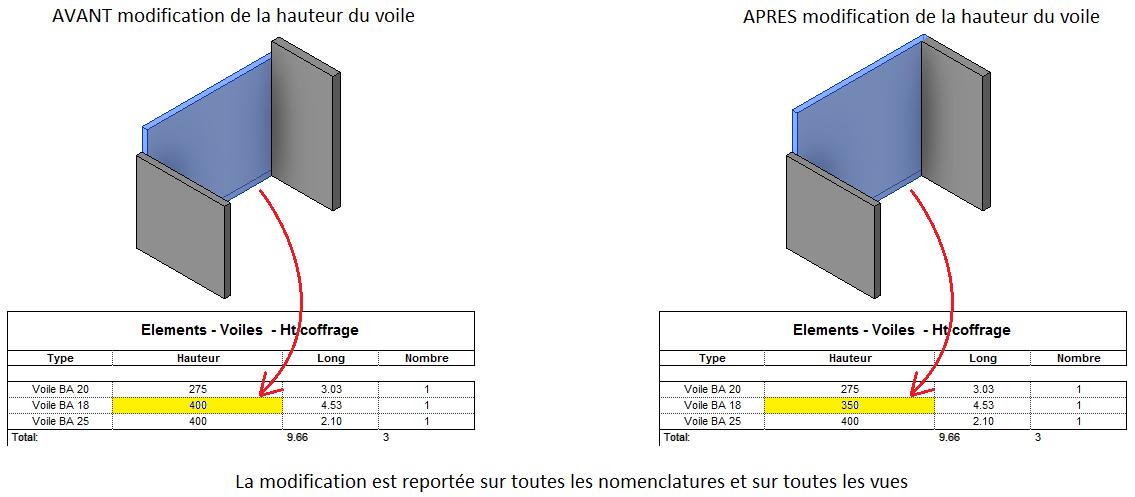 AVANT modification de la hauteur du voile
Elements - Voiles - Ht coffrage
Type Hauteur Long Nombre
Voile BA 20 275 3.03 1
Voile BA 18 400 4.53 1
Voile BA 25 400 2.10 1
Total: 9.66 3
APRES modification de la hauteur du voile
Elements - Voiles - Ht coffrage
Type Hauteur Long Nombre
Voile BA 20 275 3.03 1
Voile BA 18 350 4.53 1
Voile BA 25 400 2.10 1
Total: 9.66 3
La modification est reportée sur toutes les nomenclatures et sur toutes les vues